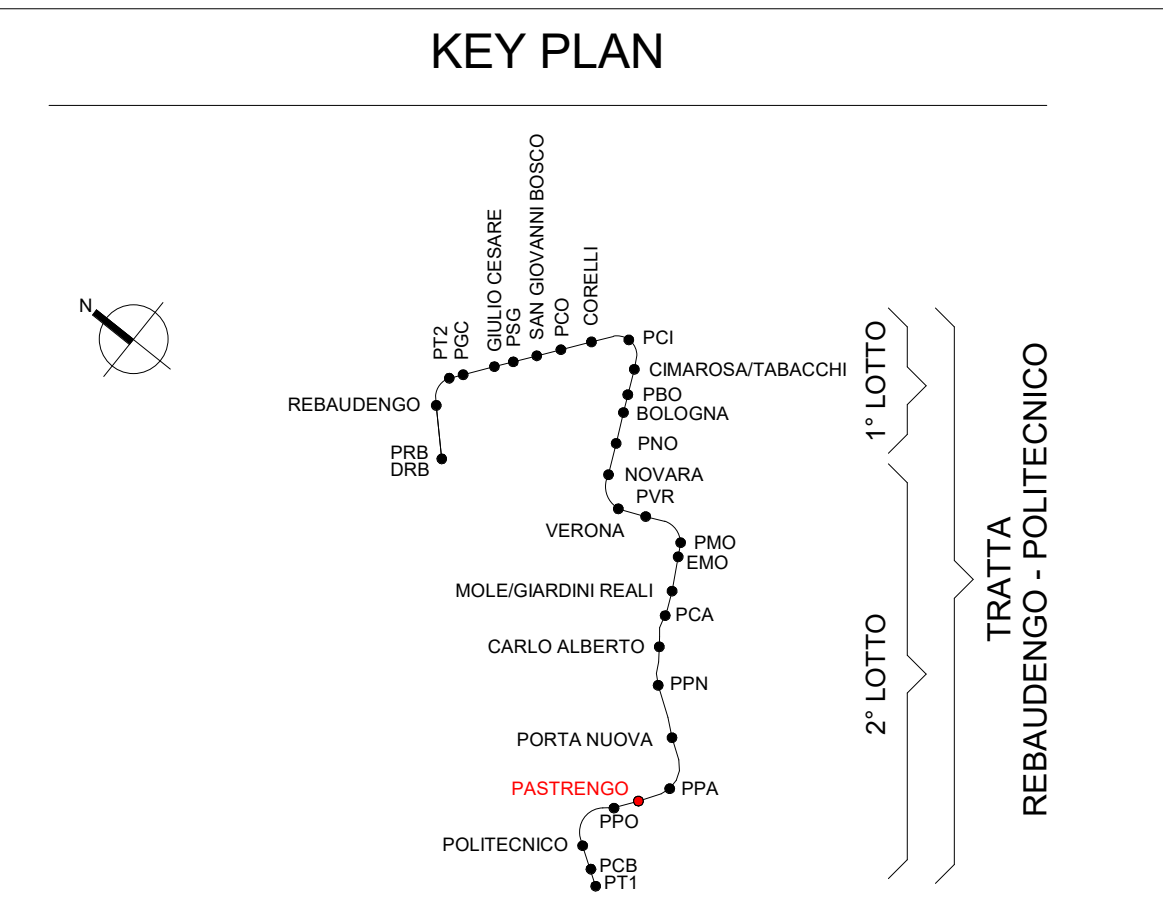 KEY PLAN
N
PT2
PGC
GIULIO CESARE
PSG
SAN GIOVANNI BOSCO
PCO
CORELLI
PCI
CIMAROSA/TABACCHI
REBAUDENGO
PBO
BOLOGNA
PRB
DRB
PNO
NOVARA
PVR
VERONA
PMO
EMO
MOLE/GIARDINI REALI
PCA
CARLO ALBERTO
PPN
PORTA NUOVA
PASTRENGO
PPA
PPO
POLITECNICO
PCB
PT1
1° LOTTO
2° LOTTO
TRATTA
REBAUDENGO - POLITECNICO